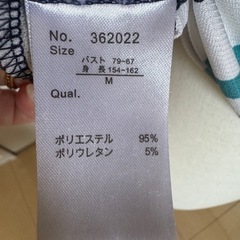 No. 362022
Size
バスト 79-87
身 長 154-162
M
Qual.
ポリエステル 95%
ポリウレタン 5%